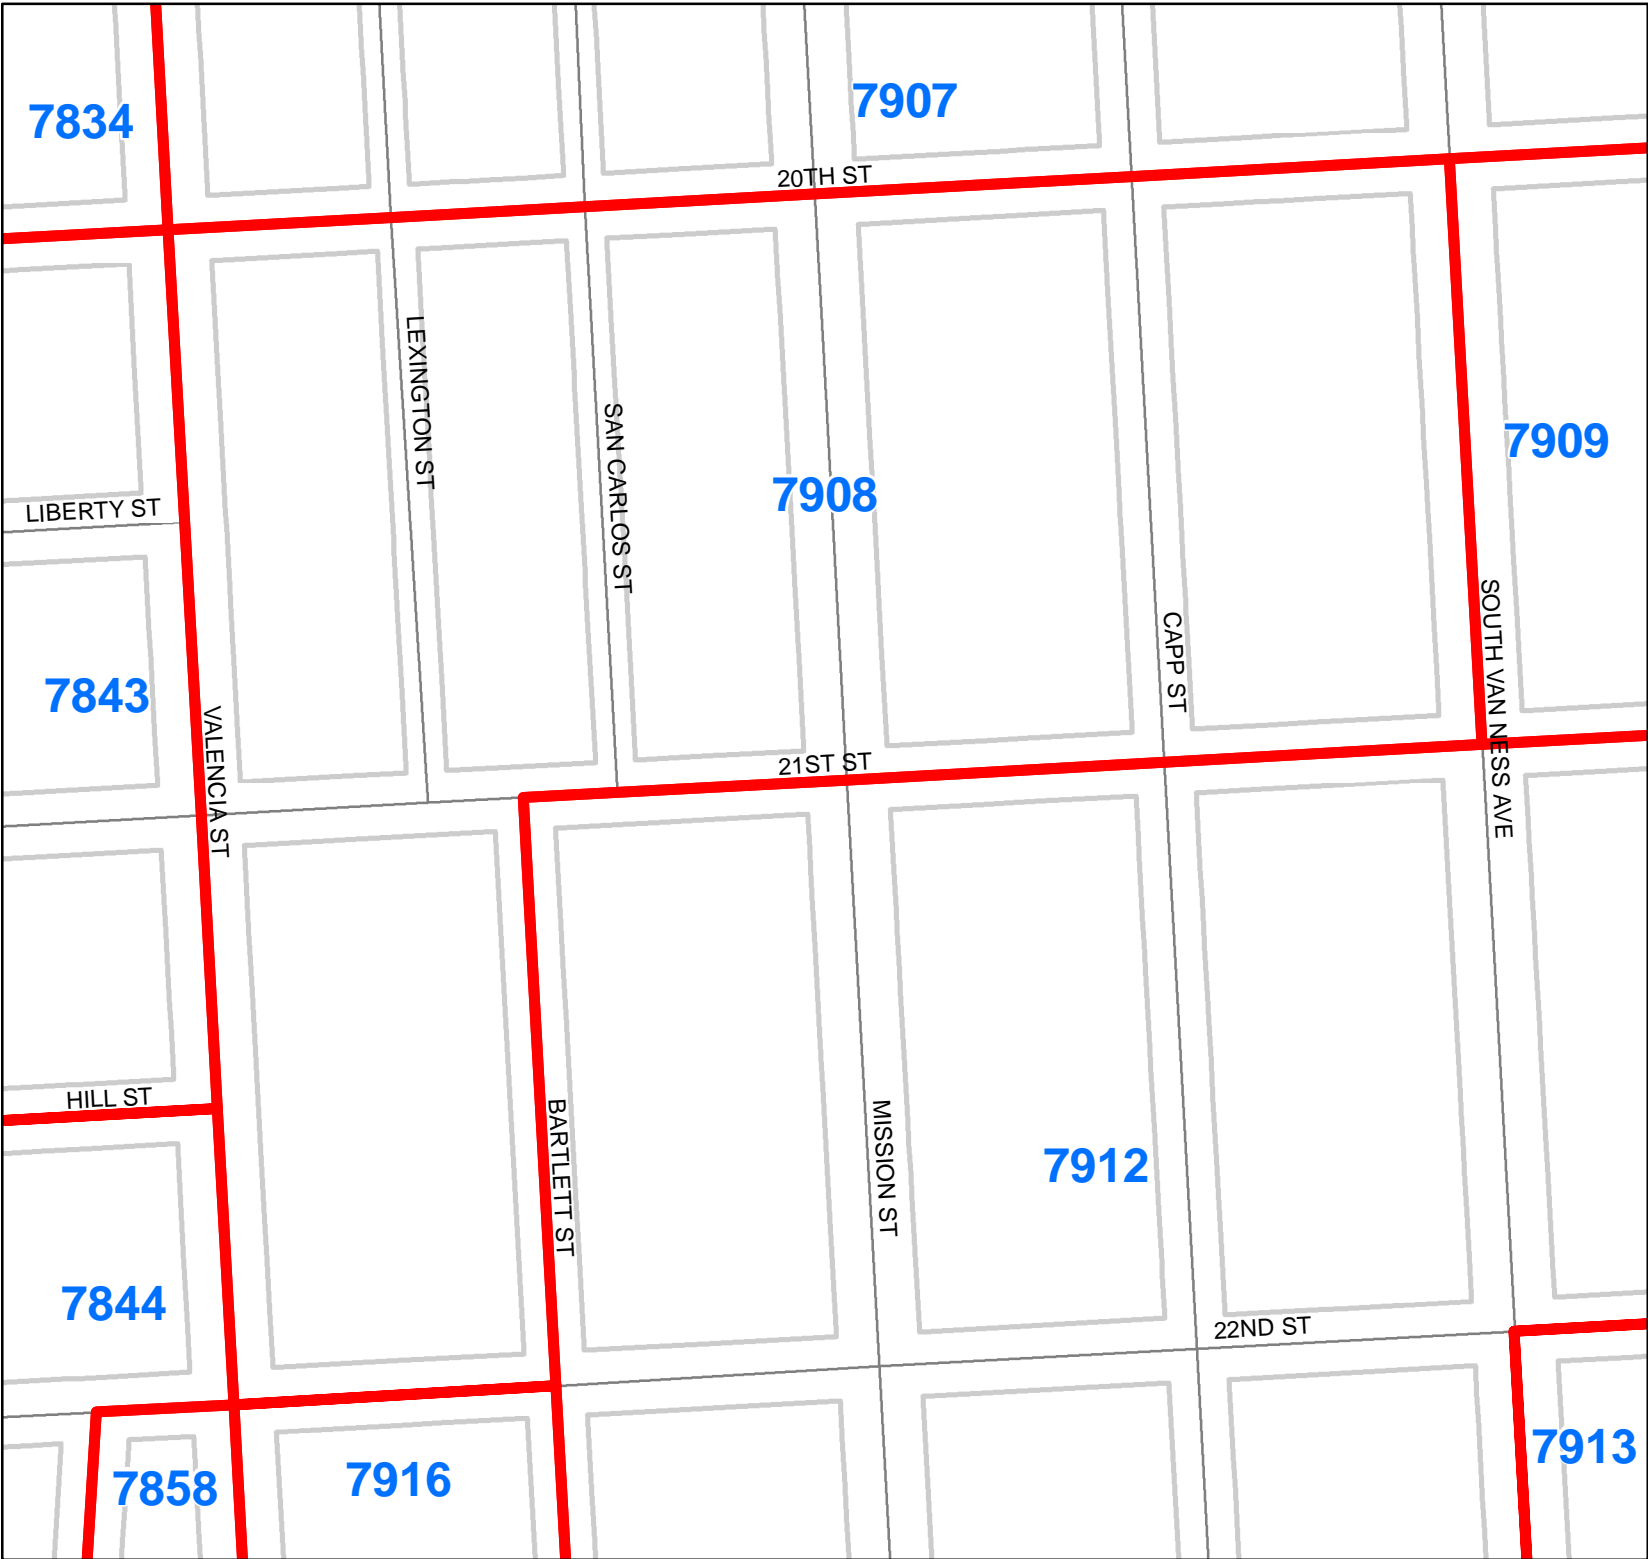 7907
7834
20TH ST
LEXINGTON ST
SAN CARLOS ST
7909
7908
LIBERTY ST
SOUTH VAN NESS AVE
CAPP ST
7843
VALENCIA ST
21ST ST
HILL ST
BARTLETT ST
MISSION ST
7912
7844
22ND ST
7913
7916
7858